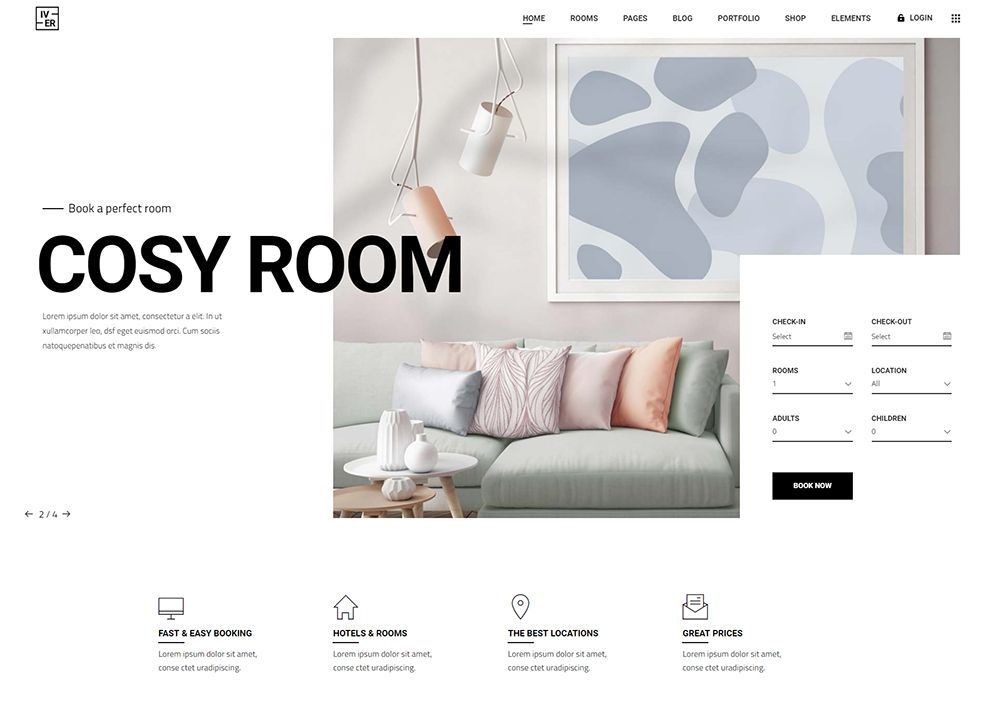 IV
ER
HOME ROOMS PAGES BLOG PORTFOLIO SHOP ELEMENTS LOGIN
Book a perfect room
COSY ROOM
Lorem ipsum dolor sit amet, consectetur a elit. In ut
ullamcorper leo, dsf eget euismod orci. Cum sociis
natoquepenatibus et magnis dis.
2 / 4
CHECK-IN CHECK-OUT
Select Select
ROOMS LOCATION
1 All
ADULTS CHILDREN
0 0
BOOK NOW
FAST & EASY BOOKING
Lorem ipsum dolor sit amet,
conse ctet uradipiscing.
HOTELS & ROOMS
Lorem ipsum dolor sit amet,
conse ctet uradipiscing.
THE BEST LOCATIONS
Lorem ipsum dolor sit amet,
conse ctet uradipiscing.
GREAT PRICES
Lorem ipsum dolor sit amet,
conse ctet uradipiscing.